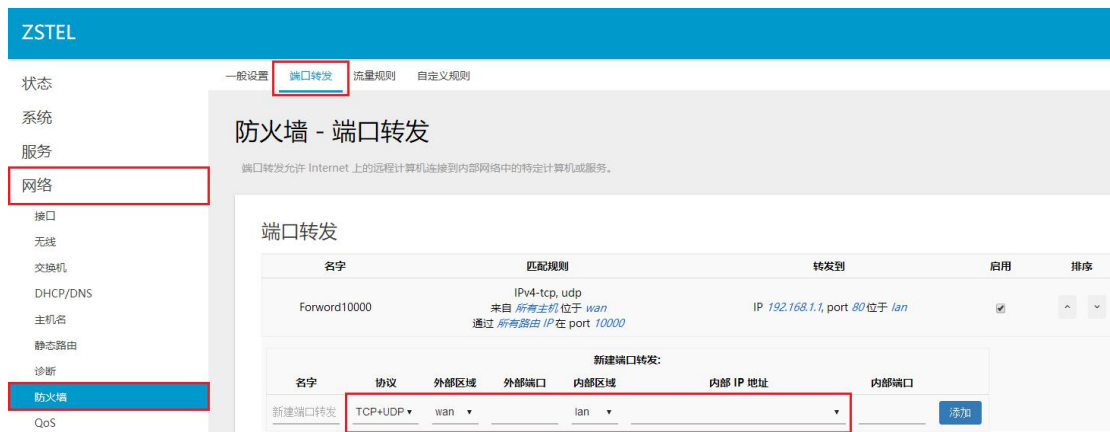 ZSTEL
状态
系统
服务
网络
接口
无线
交换机
DHCP/DNS
主机名
静态路由
诊断
防火墙
QoS
一般设置 端口转发 流量规则 自定义规则
防火墙 - 端口转发
端口转发允许 Internet 上的远程计算机连接到内部网络中的特定计算机或服务。
端口转发
名字 匹配规则 转发到 启用 排序
Forword10000
IPv4-tcp, udp
来自 所有主机 位于 wan
通过 所有路由 IP 在 port 10000
IP 192.168.1.1, port 80 位于 lan
新建端口转发:
名字 协议 外部区域 外部端口 内部区域 内部 IP 地址 内部端口
新建端口转发 TCP+UDP wan lan 添加